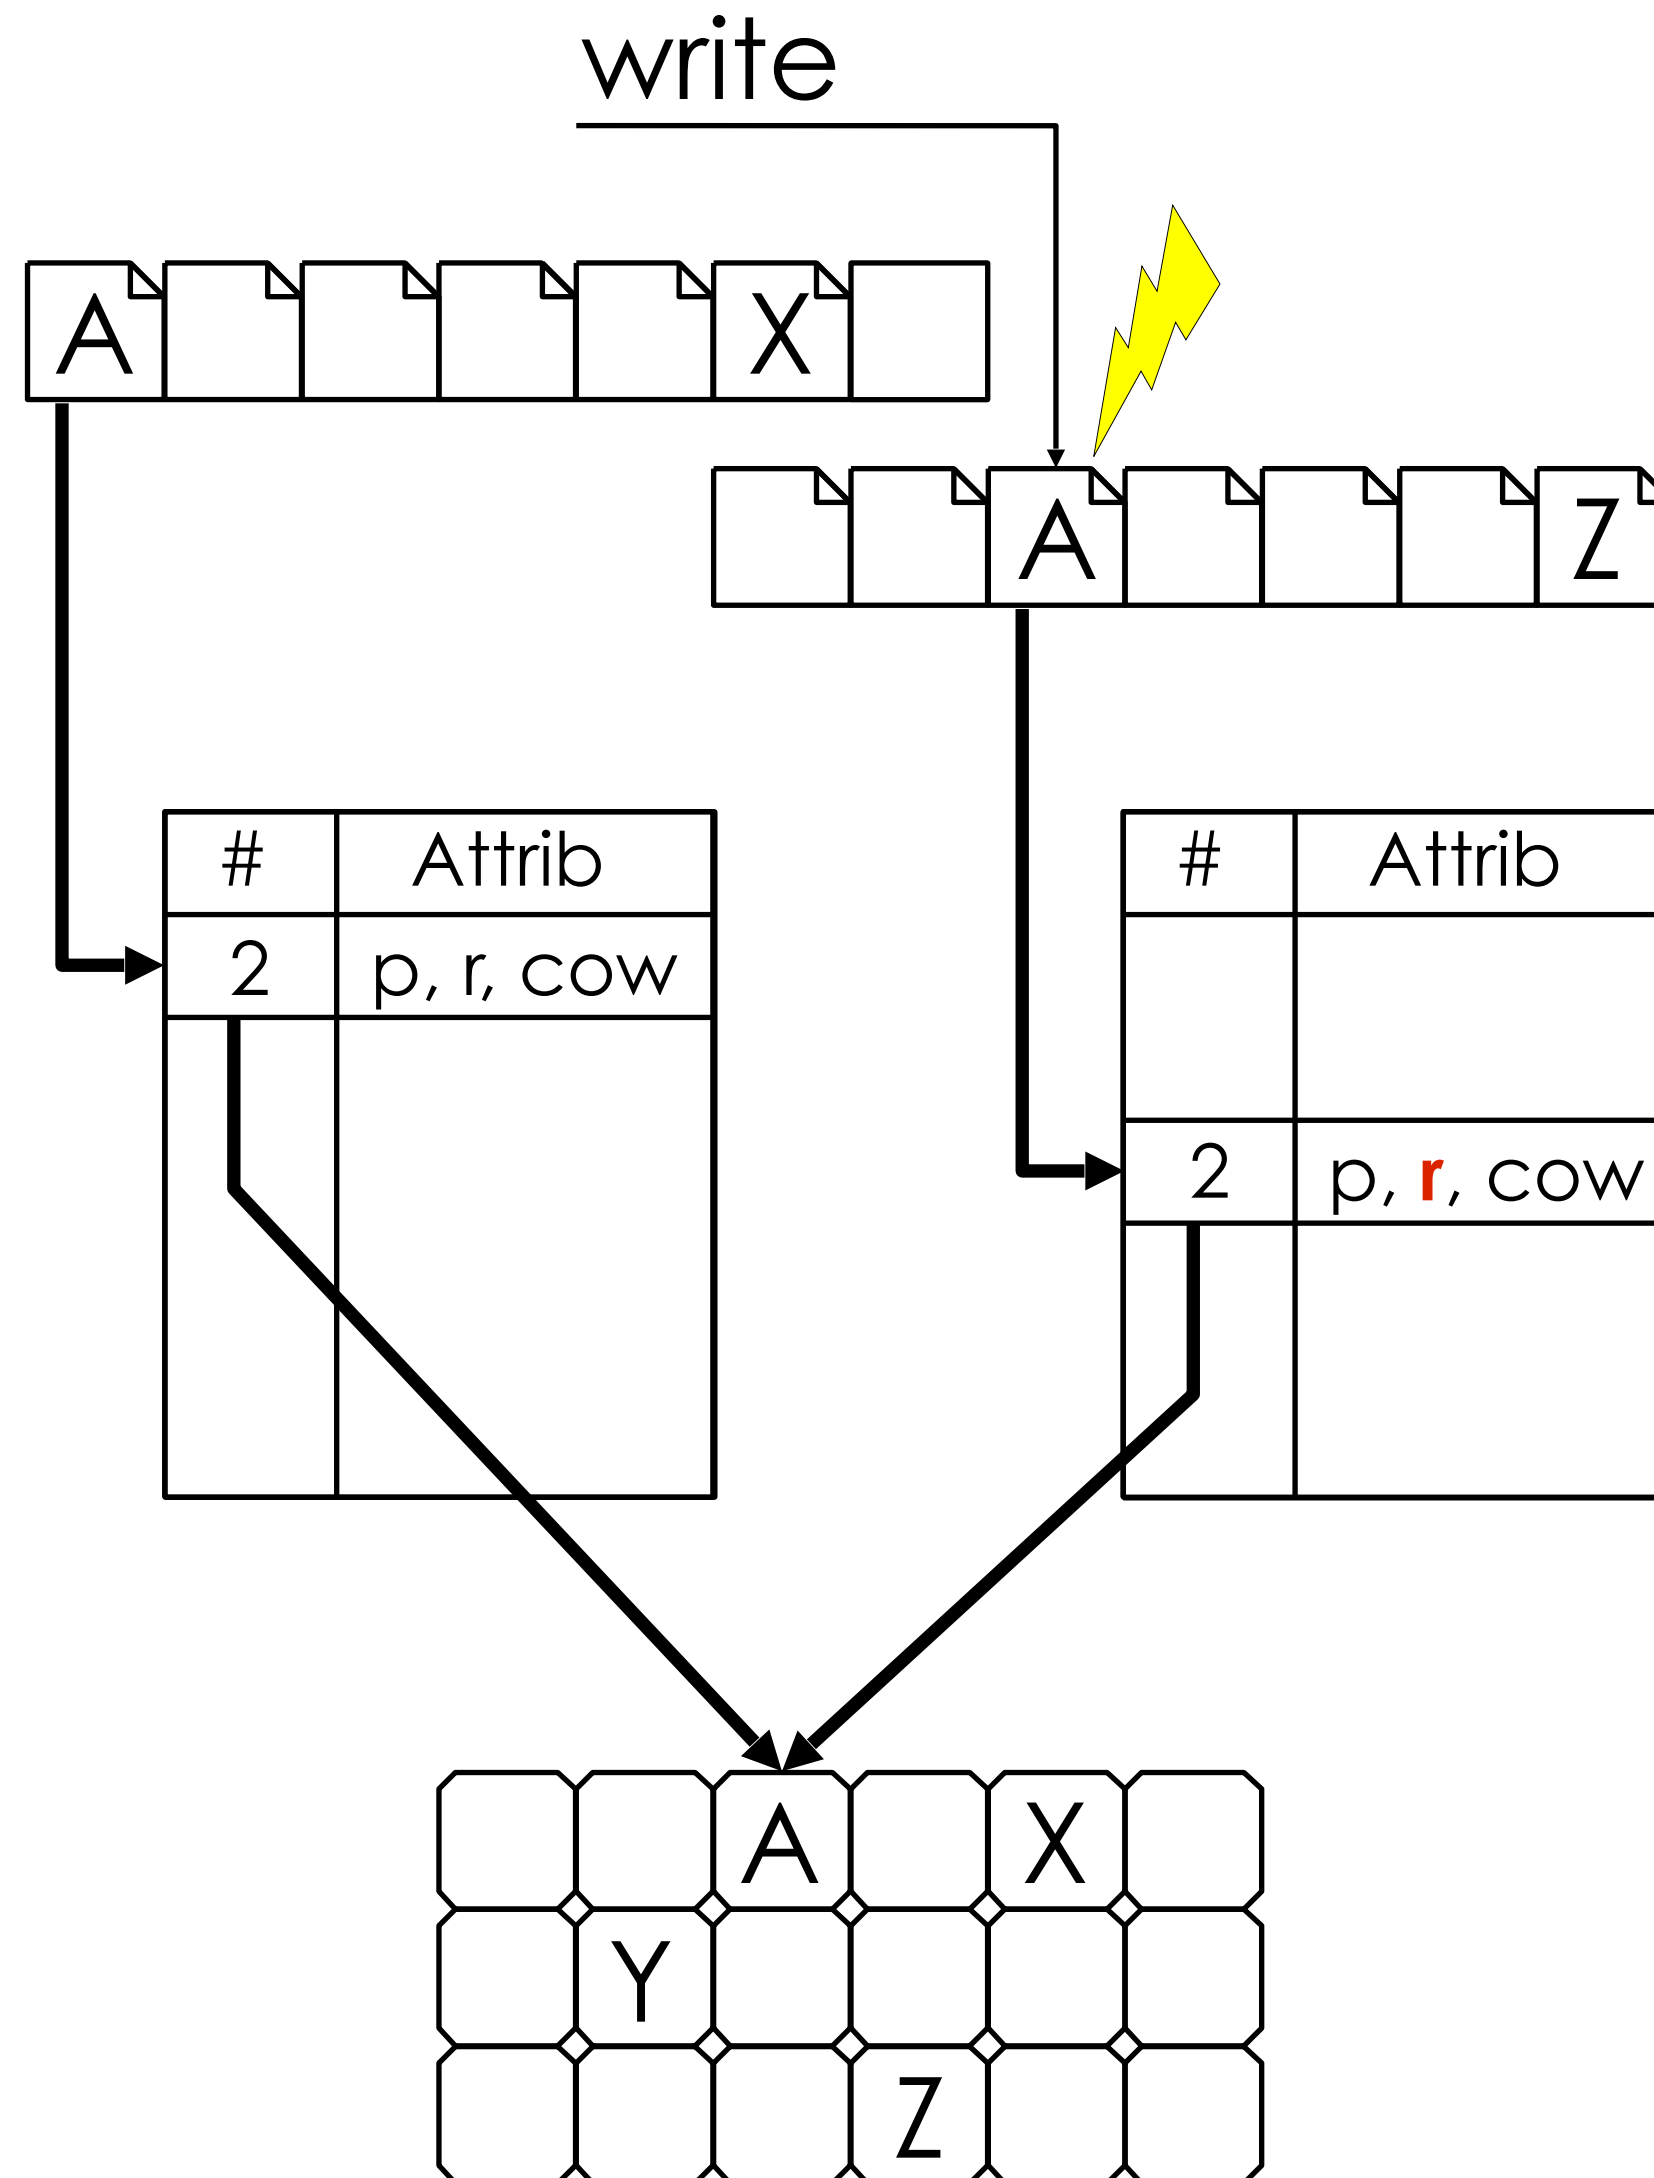 write
A X
A Z
# Attrib
# Attrib
2 p, r, cow
2 p, r, cow
A X
Y
Z